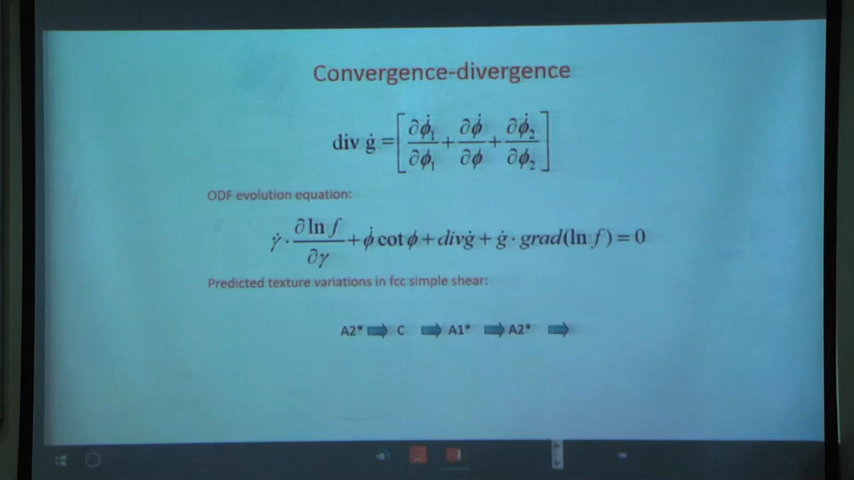 Convergence-divergence
div ġ = [∂φ̇₁/∂φ₁ + ∂φ̇/∂φ + ∂φ̇₂/∂φ₂]
ODF evolution equation:
γ̇ · ∂ ln f/∂γ + φ̇ cot φ + divġ + ġ · grad(ln f) = 0
Predicted texture variations in fcc simple shear:
A2* ⇒ C ⇒ A1* ⇒ A2* ⇒